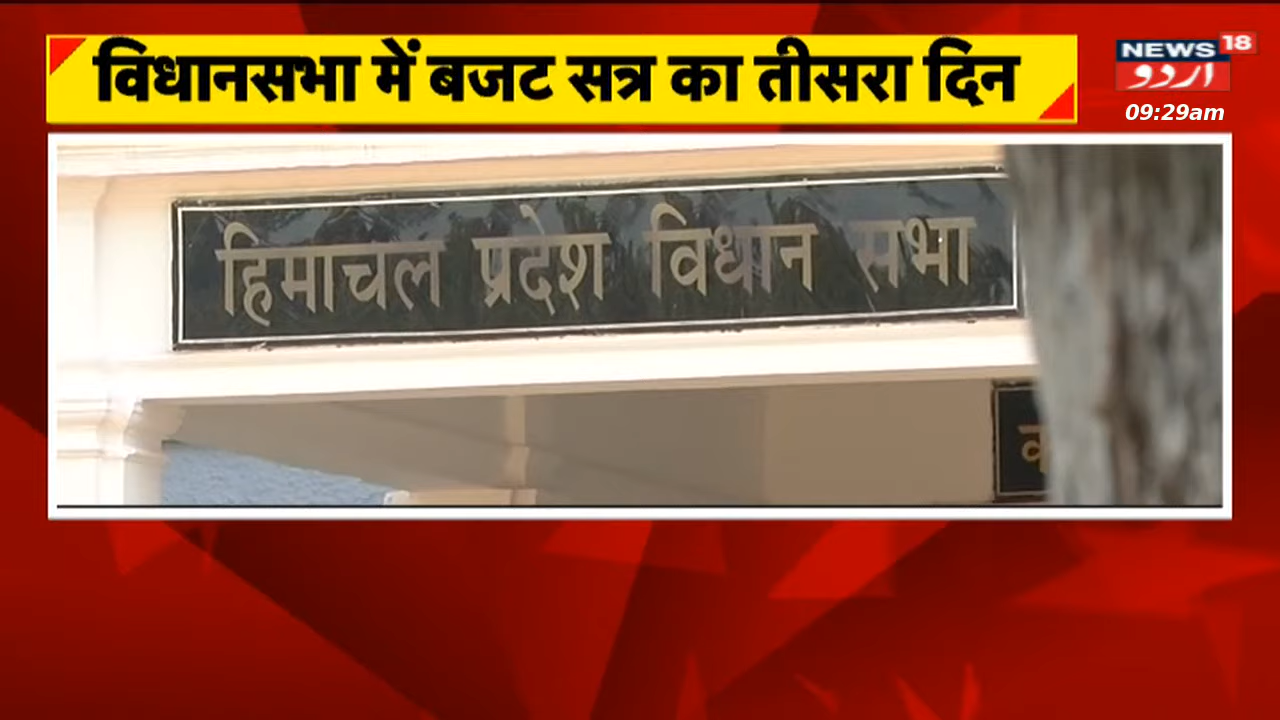 विधानसभा में बजट सत्र का तीसरा दिन
NEWS 18
اردو
09:29am
हिमाचल प्रदेश विधान सभा